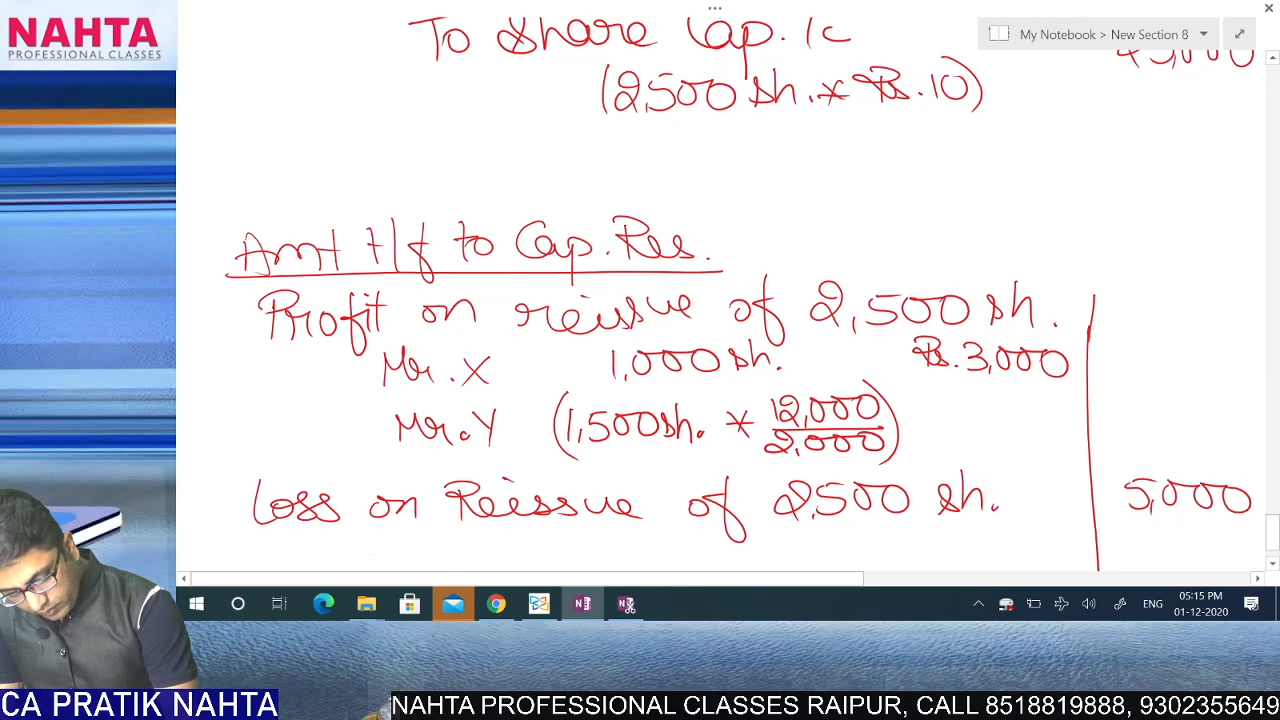 NAHTA
PROFESSIONAL CLASSES
My Notebook > New Section 8
To Share Cap. A/c
(2,500 sh. * Rs. 10)
Amt t/f to Cap. Res.
Profit on reissue of 2,500 sh.
Mr. X 1,000 sh. Rs. 3,000
Mr. Y (1,500 sh. * 12,000
2,000)
Loss on Reissue of 2,500 sh. 5,000
ENG
05:15 PM
01-12-2020
CA PRATIK NAHTA
NAHTA PROFESSIONAL CLASSES RAIPUR, CALL 8518819888, 9302355649